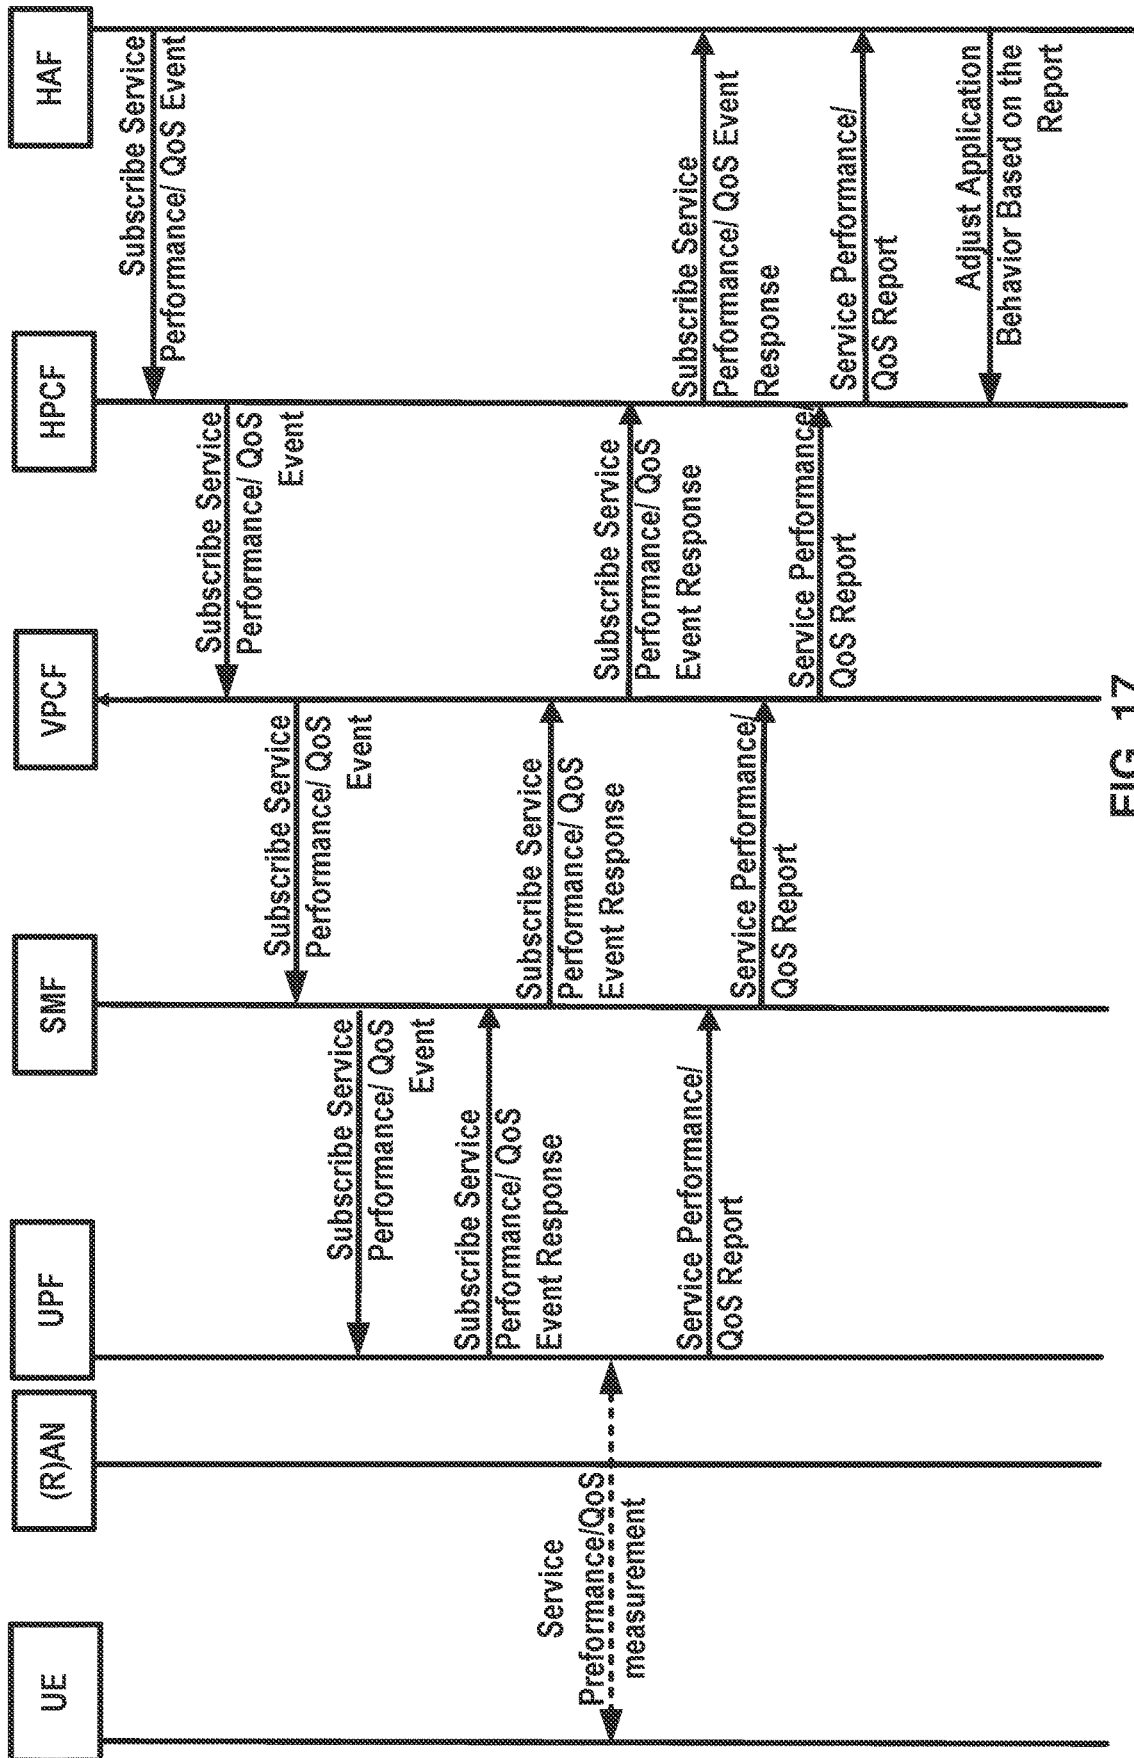 UE
(R)AN
UPF
SMF
VPCF
HPCF
HAF
Subscribe Service
Performance/ QoS Event
Subscribe Service
Performance/ QoS
Event
Subscribe Service
Performance/ QoS
Event
Subscribe Service
Performance/ QoS
Event
Subscribe Service
Performance/ QoS
Event Response
Subscribe Service
Performance/ QoS
Event Response
Service
Preformance/QoS
measurement
Subscribe Service
Performance/ QoS
Event Response
Subscribe Service
Performance/ QoS Event
Response
Service Performance/
QoS Report
Service Performance/
QoS Report
Service Performance/
QoS Report
Service Performance/
QoS Report
Adjust Application
Behavior Based on the
Report
FIG. 17